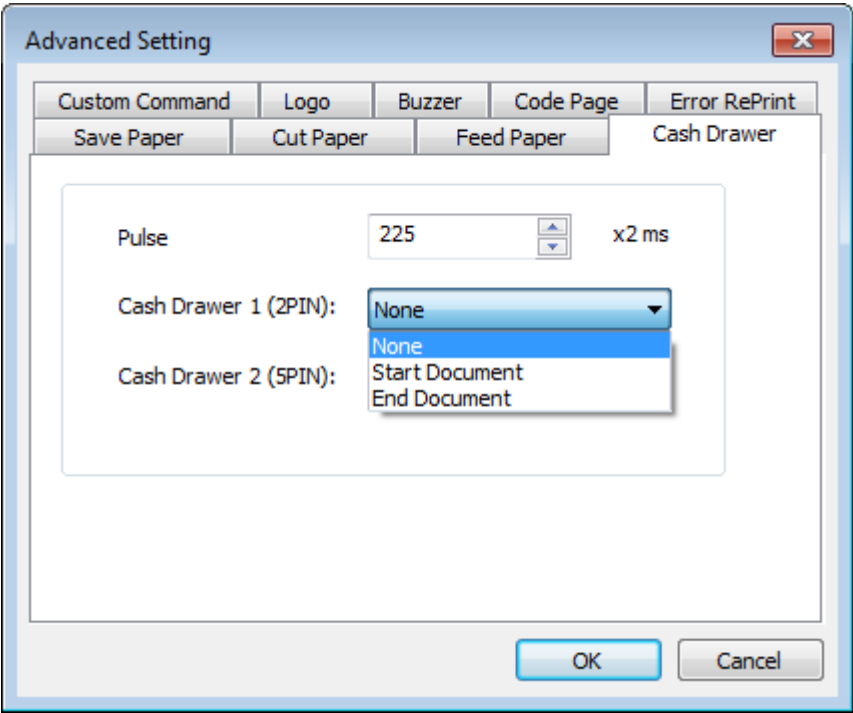 Advanced Setting
Custom Command Logo Buzzer Code Page Error RePrint
Save Paper Cut Paper Feed Paper Cash Drawer
Pulse 225 x2 ms
Cash Drawer 1 (2PIN): None
None
Cash Drawer 2 (5PIN): Start Document
End Document
OK Cancel